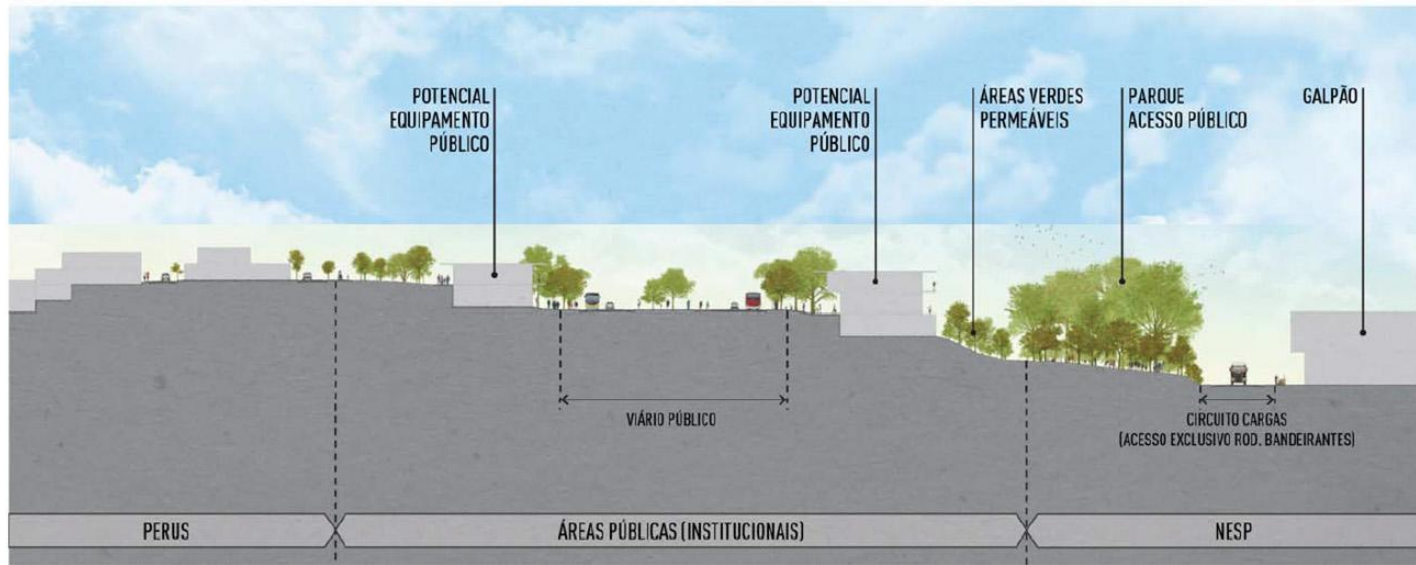 POTENCIAL
EQUIPAMENTO
PÚBLICO
POTENCIAL
EQUIPAMENTO
PÚBLICO
ÁREAS VERDES
PERMEÁVEIS
PARQUE
ACESSO PÚBLICO
GALPÃO
VIÁRIO PÚBLICO
CIRCUITO CARGAS
(ACESSO EXCLUSIVO ROD. BANDEIRANTES)
PERUS
ÁREAS PÚBLICAS (INSTITUCIONAIS)
NESP